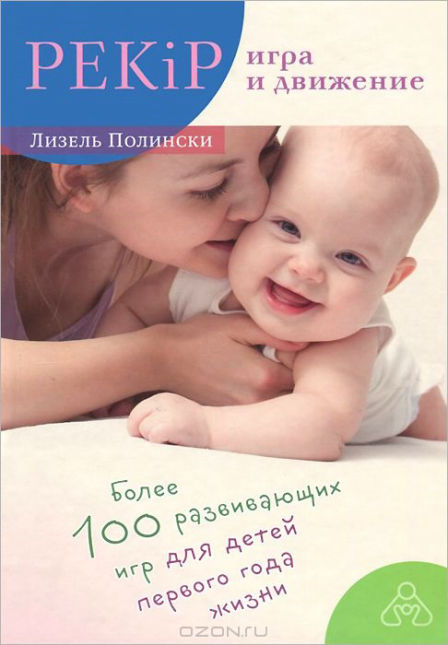 PEKiP
игра
и движение
Лизель Полински
Более
100 развивающих
игр для детей
первого года
жизни
OZON.ru